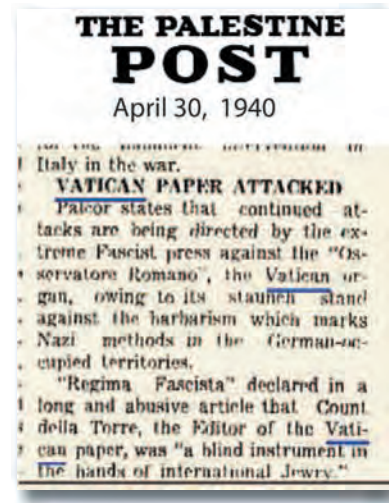 THE PALESTINE
POST
April 30, 1940
in
Italy in the war.
VATICAN PAPER ATTACKED
Palcor states that continued at-
tacks are being directed by the ex-
treme Fascist press against the "Os-
servatore Romano", the Vatican or-
gan, owing to its staunch stand
against the barbarism which marks
Nazi methods in the German-oc-
cupied territories.
"Regima Fascista" declared in a
long and abusive article that Count
della Torre, the Editor of the Vati-
can paper, was "a blind instrument in
the hands of international Jewry."